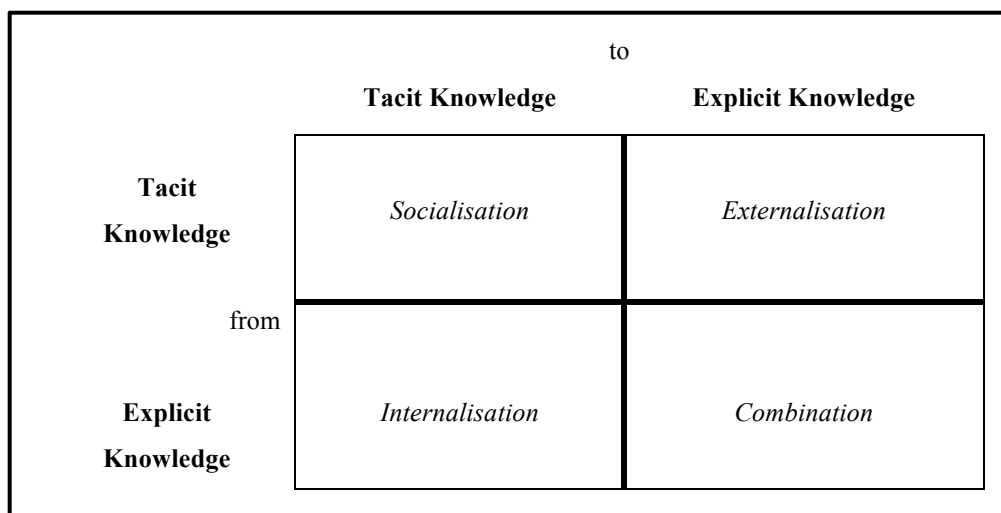 to
Tacit Knowledge Explicit Knowledge
Tacit
Knowledge
Socialisation Externalisation
from
Explicit
Knowledge
Internalisation Combination